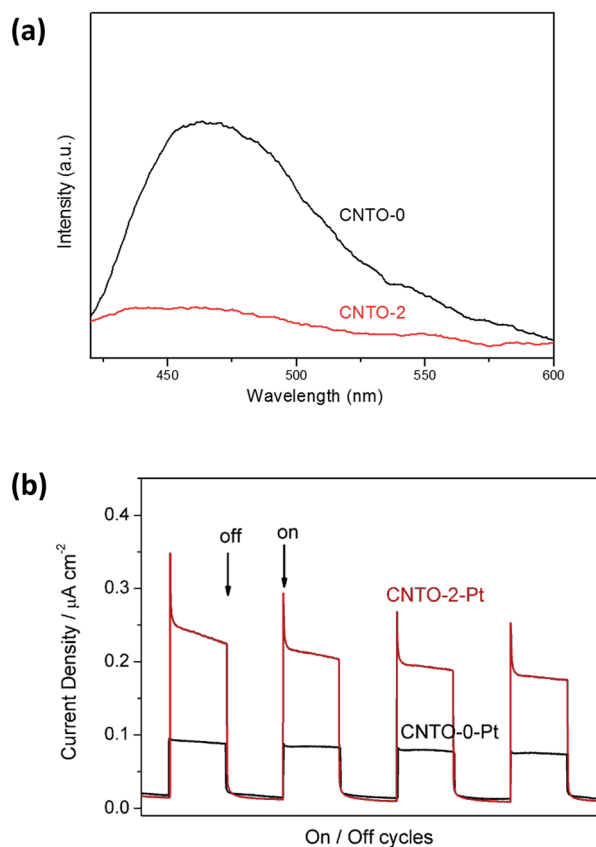 (a)
Intensity (a.u.)
CNTO-0
CNTO-2
450 500 550 600
Wavelength (nm)
(b)
Current Density / μA cm⁻²
0.4
0.3
0.2
0.1
0.0
off
on
CNTO-2-Pt
CNTO-0-Pt
On / Off cycles